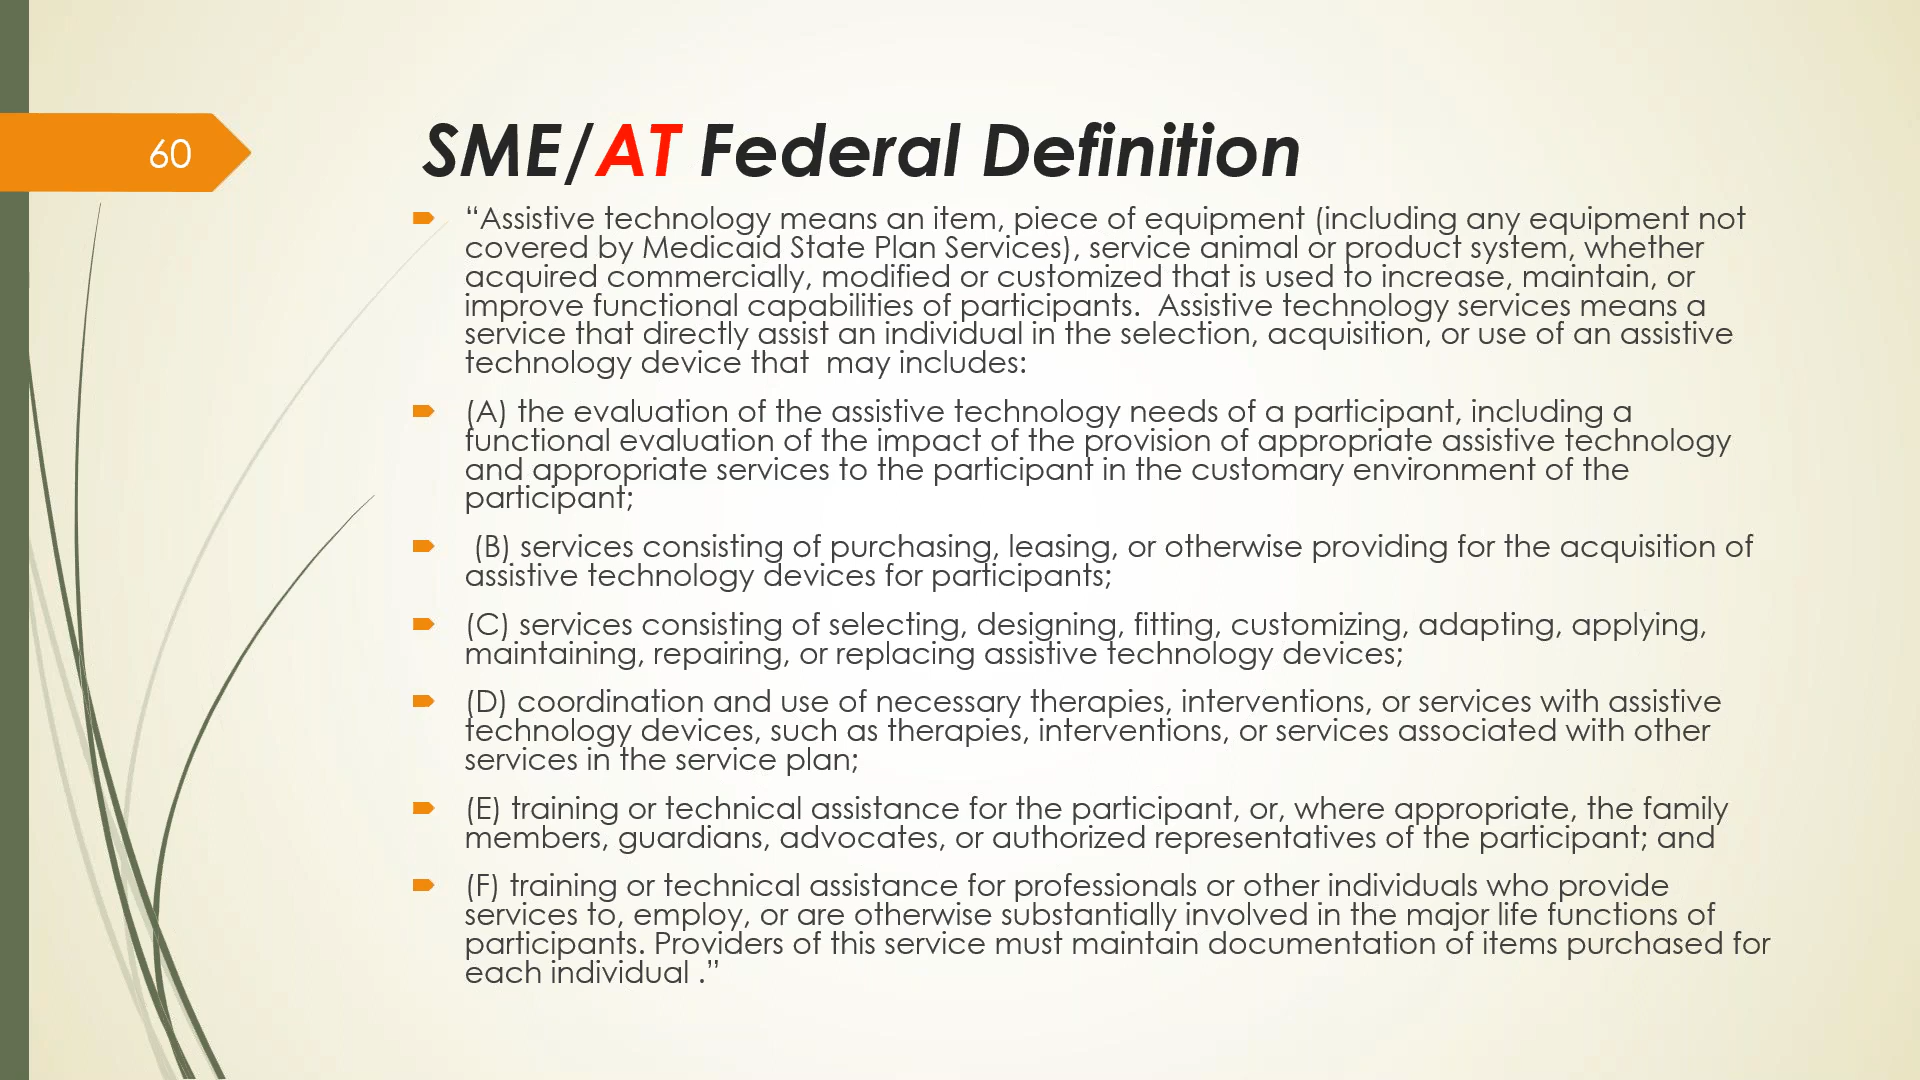 60
SME/AT Federal Definition
“Assistive technology means an item, piece of equipment (including any equipment not
covered by Medicaid State Plan Services), service animal or product system, whether
acquired commercially, modified or customized that is used to increase, maintain, or
improve functional capabilities of participants.  Assistive technology services means a
service that directly assist an individual in the selection, acquisition, or use of an assistive
technology device that  may includes:
(A) the evaluation of the assistive technology needs of a participant, including a
functional evaluation of the impact of the provision of appropriate assistive technology
and appropriate services to the participant in the customary environment of the
participant;
(B) services consisting of purchasing, leasing, or otherwise providing for the acquisition of
assistive technology devices for participants;
(C) services consisting of selecting, designing, fitting, customizing, adapting, applying,
maintaining, repairing, or replacing assistive technology devices;
(D) coordination and use of necessary therapies, interventions, or services with assistive
technology devices, such as therapies, interventions, or services associated with other
services in the service plan;
(E) training or technical assistance for the participant, or, where appropriate, the family
members, guardians, advocates, or authorized representatives of the participant; and
(F) training or technical assistance for professionals or other individuals who provide
services to, employ, or are otherwise substantially involved in the major life functions of
participants. Providers of this service must maintain documentation of items purchased for
each individual .”